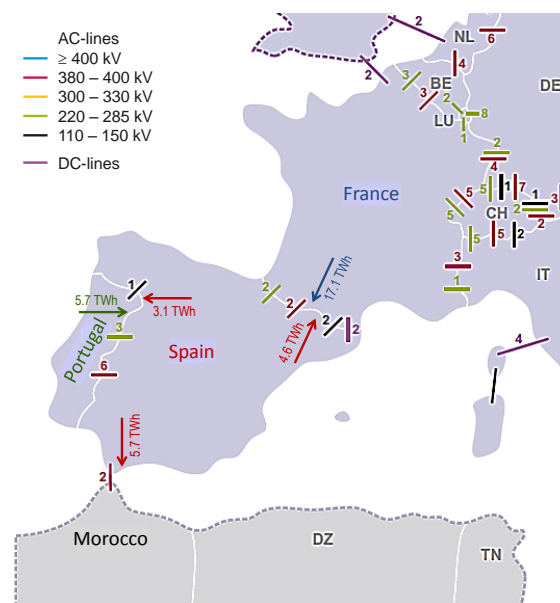 AC-lines
≥ 400 kV
380 – 400 kV
300 – 330 kV
220 – 285 kV
110 – 150 kV
DC-lines
2
NL
6
2
3
4
BE
DE
3
2
8
LU
1
2
4
France
5
1
7
5
1
3
CH
2
2
5
5
5
2
3
IT
1
17.1 TWh
2
2
2
2
4.6 TWh
1
5.7 TWh
3.1 TWh
Portugal
3
Spain
6
4
5.7 TWh
2
Morocco
DZ
TN